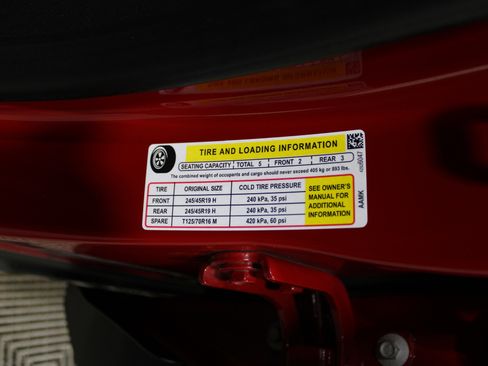 TIRE AND LOADING INFORMATION
SEATING CAPACITY TOTAL 5 FRONT 2 REAR 3
The combined weight of occupants and cargo should never exceed 405 kg or 893 lbs.
TIRE ORIGINAL SIZE COLD TIRE PRESSURE
FRONT 245/45R19 H 240 kPa, 35 psi
REAR 245/45R19 H 240 kPa, 35 psi
SPARE T125/70R16 M 420 kPa, 60 psi
SEE OWNER'S
MANUAL FOR
ADDITIONAL
INFORMATION
AAMK